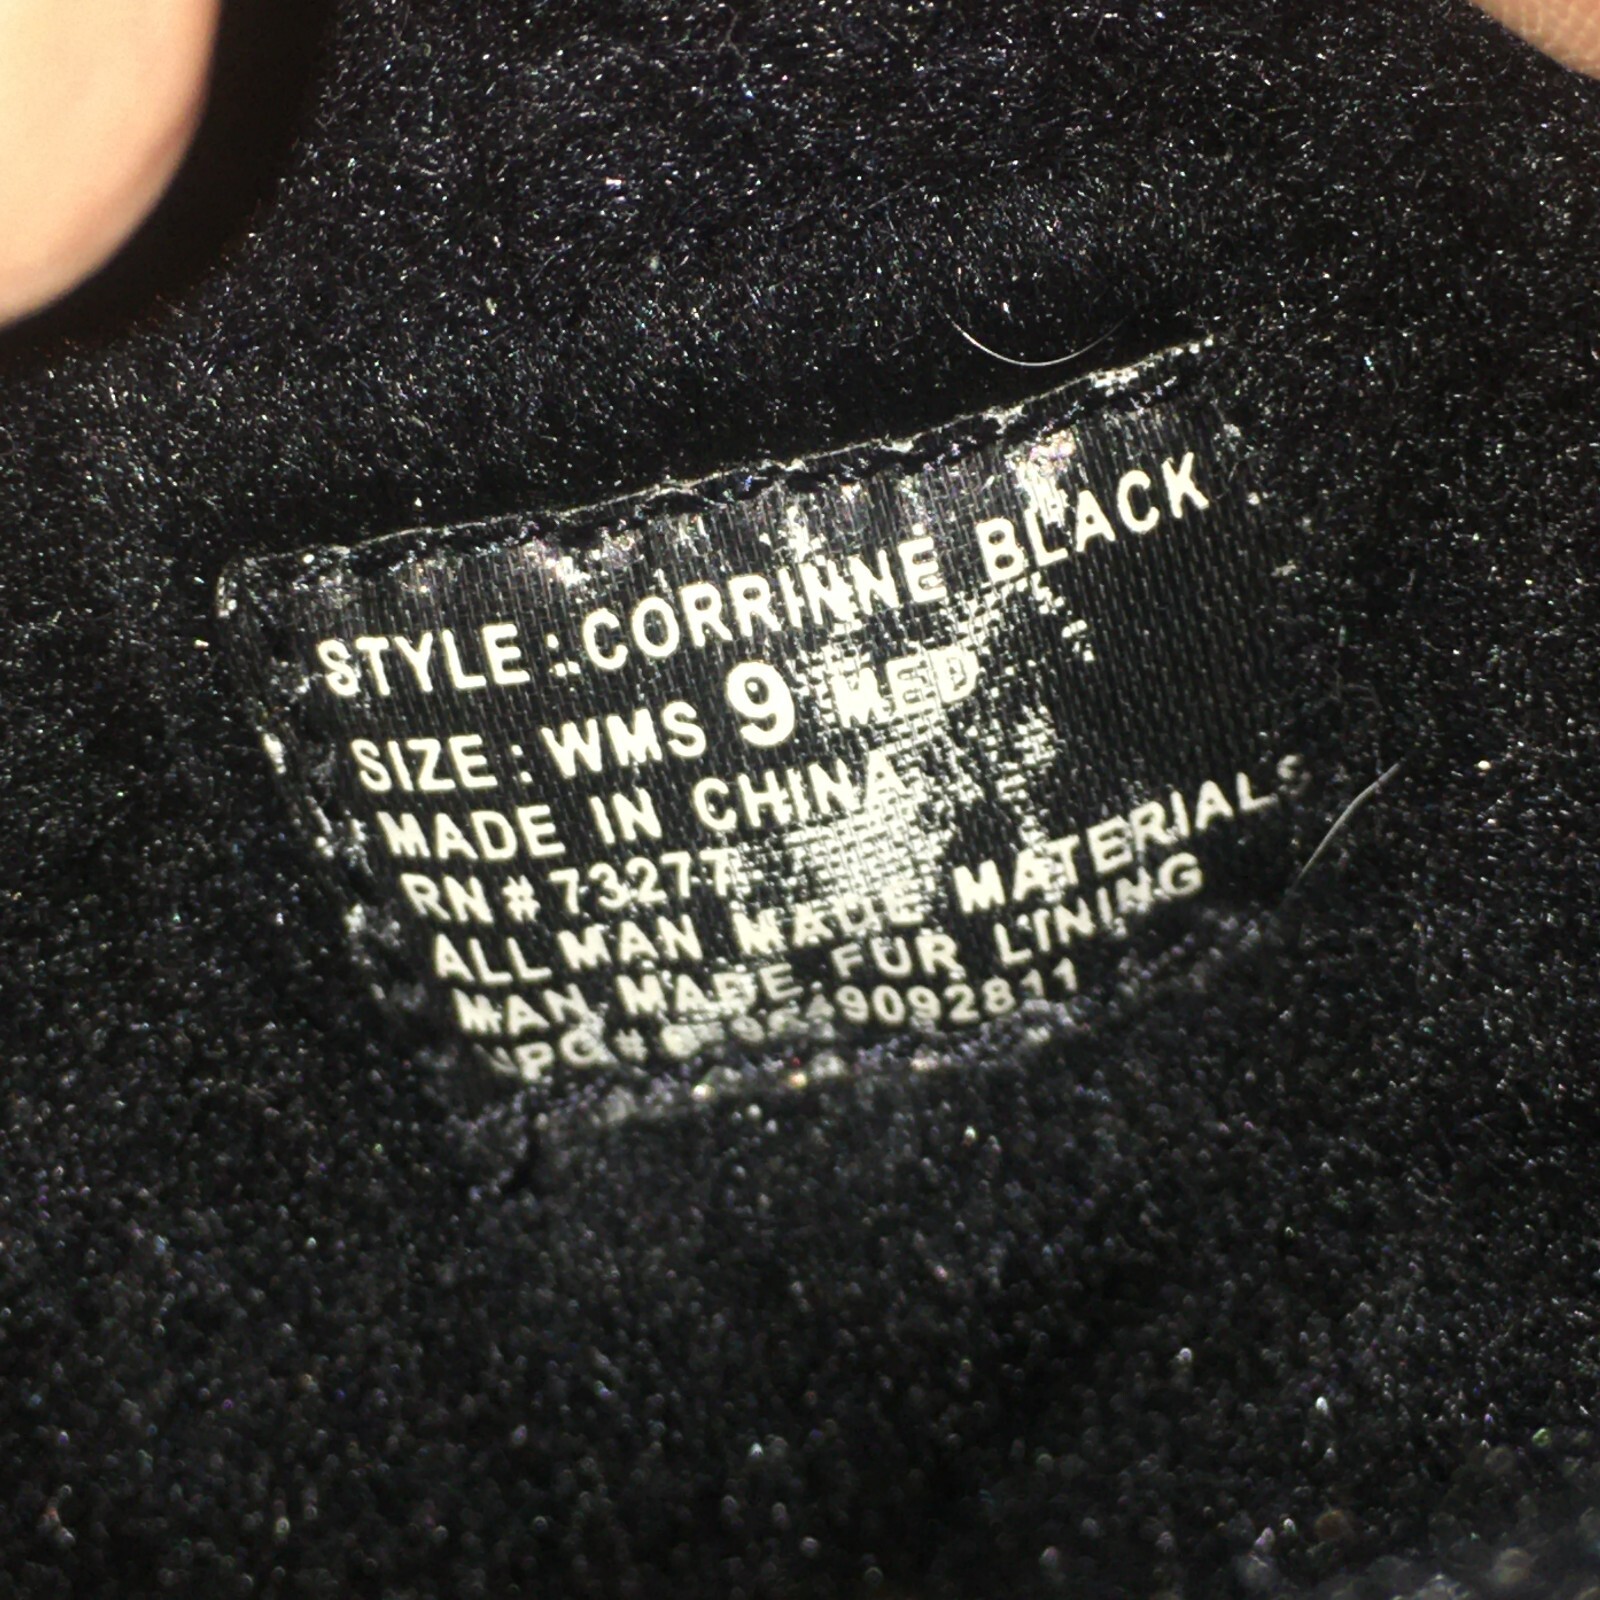 STYLE : CORRINNE BLACK
SIZE : WMS 9 MED
MADE IN CHINA
RN # 73277
ALL MAN MADE MATERIALS
MAN MADE FUR LINING